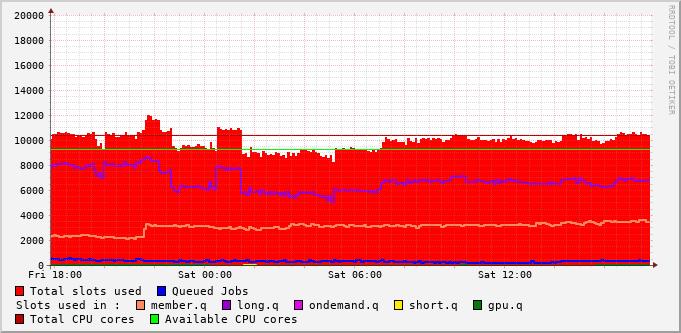 20000
18000
16000
14000
12000
10000
8000
6000
4000
2000
0
Fri 18:00 Sat 00:00 Sat 06:00 Sat 12:00
RRDTOOL / TOBI OETIKER
Total slots used Queued Jobs
Slots used in : member.q long.q ondemand.q short.q gpu.q
Total CPU cores Available CPU cores